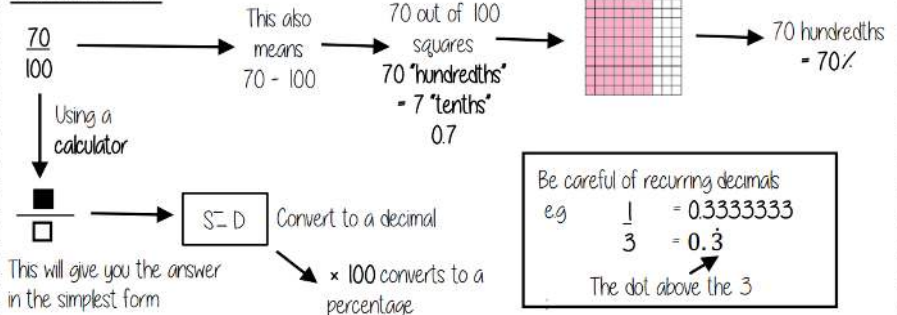 70
100
This also
means
70 - 100
70 out of 100
squares
70 "hundredths"
= 7 "tenths"
0.7
70 hundredths
= 70%
Using a
calculator
This will give you the answer
in the simplest form
S⇔D
Convert to a decimal
× 100 converts to a
percentage
Be careful of recurring decimals
e.g 1 = 0.3333333
3 = 0.3̇
The dot above the 3